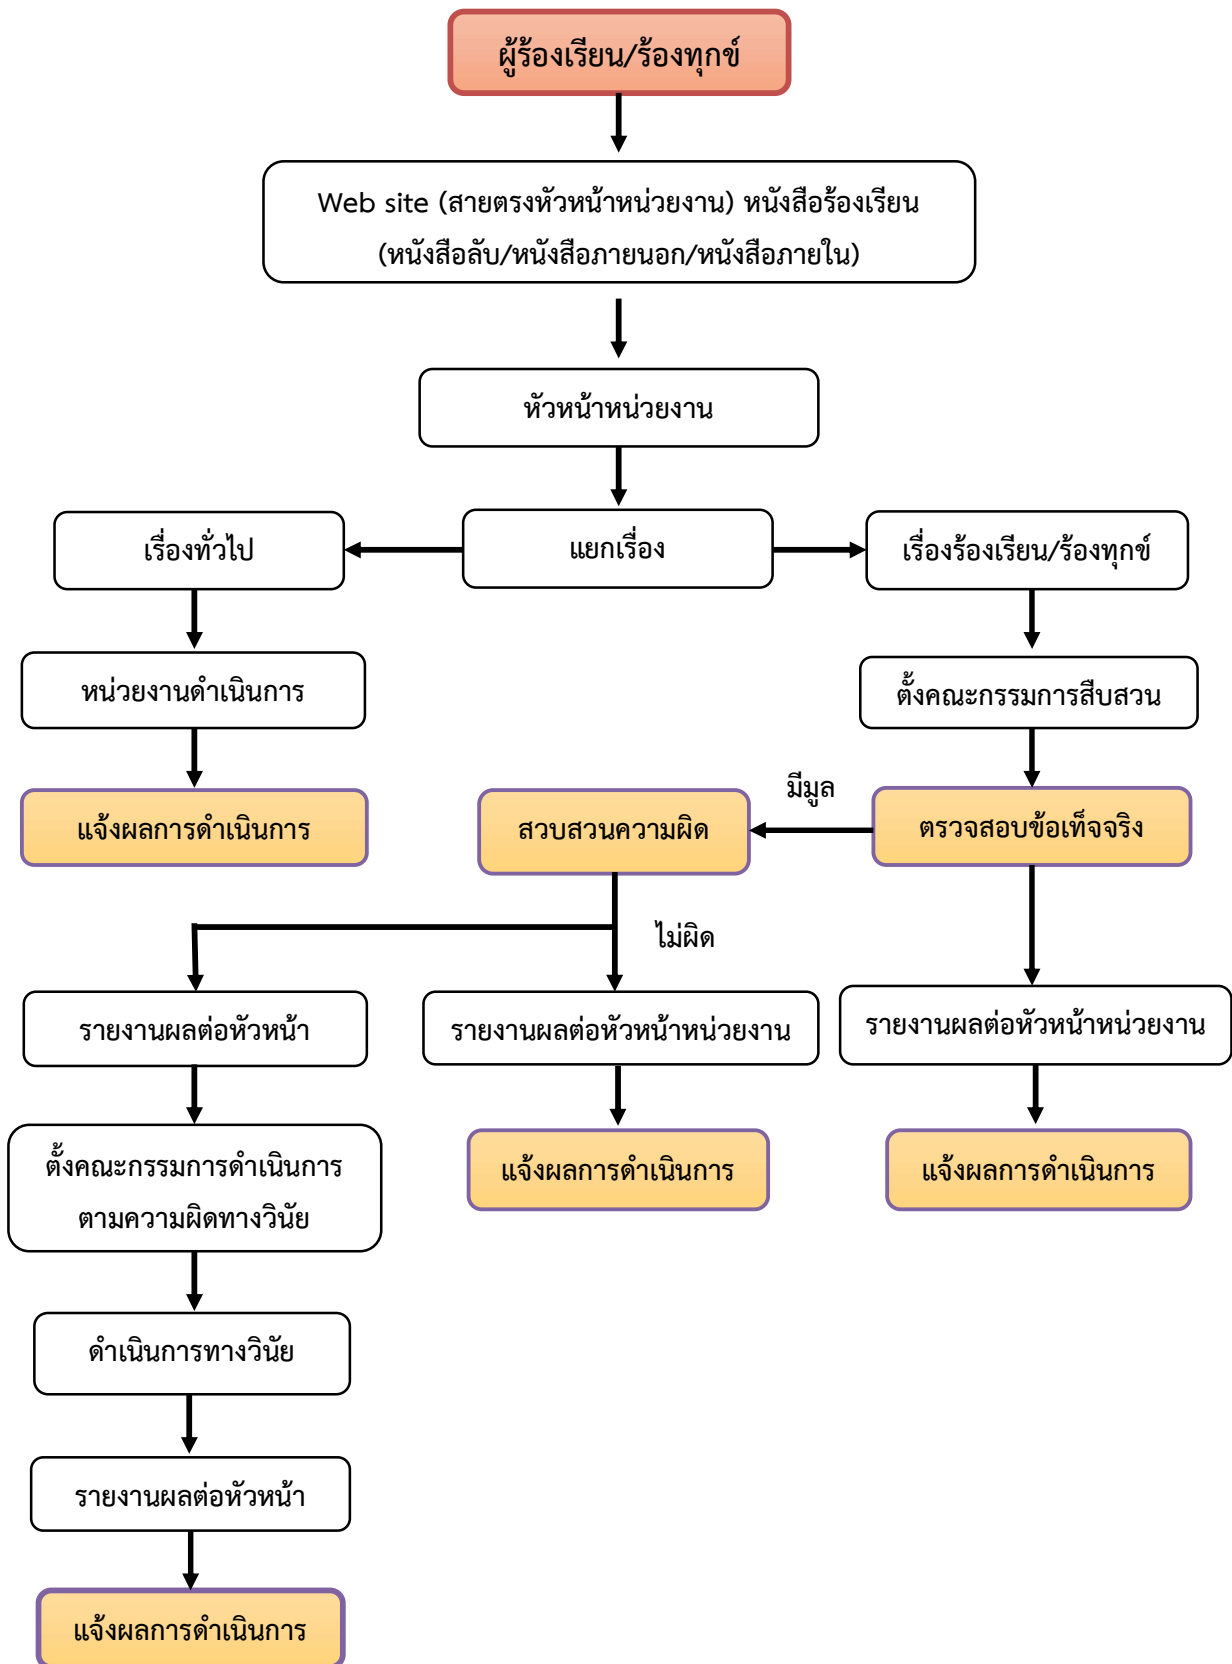 ผู้ร้องเรียน/ร้องทุกข์
Web site (สายตรงหัวหน้าหน่วยงาน) หนังสือร้องเรียน
(หนังสือลับ/หนังสือภายนอก/หนังสือภายใน)
หัวหน้าหน่วยงาน
เรื่องทั่วไป
แยกเรื่อง
เรื่องร้องเรียน/ร้องทุกข์
หน่วยงานดำเนินการ
ตั้งคณะกรรมการสืบสวน
แจ้งผลการดำเนินการ
สวบสวนความผิด
มีมูล
ตรวจสอบข้อเท็จจริง
ไม่ผิด
รายงานผลต่อหัวหน้า
รายงานผลต่อหัวหน้าหน่วยงาน
รายงานผลต่อหัวหน้าหน่วยงาน
ตั้งคณะกรรมการดำเนินการ
ตามความผิดทางวินัย
แจ้งผลการดำเนินการ
แจ้งผลการดำเนินการ
ดำเนินการทางวินัย
รายงานผลต่อหัวหน้า
แจ้งผลการดำเนินการ